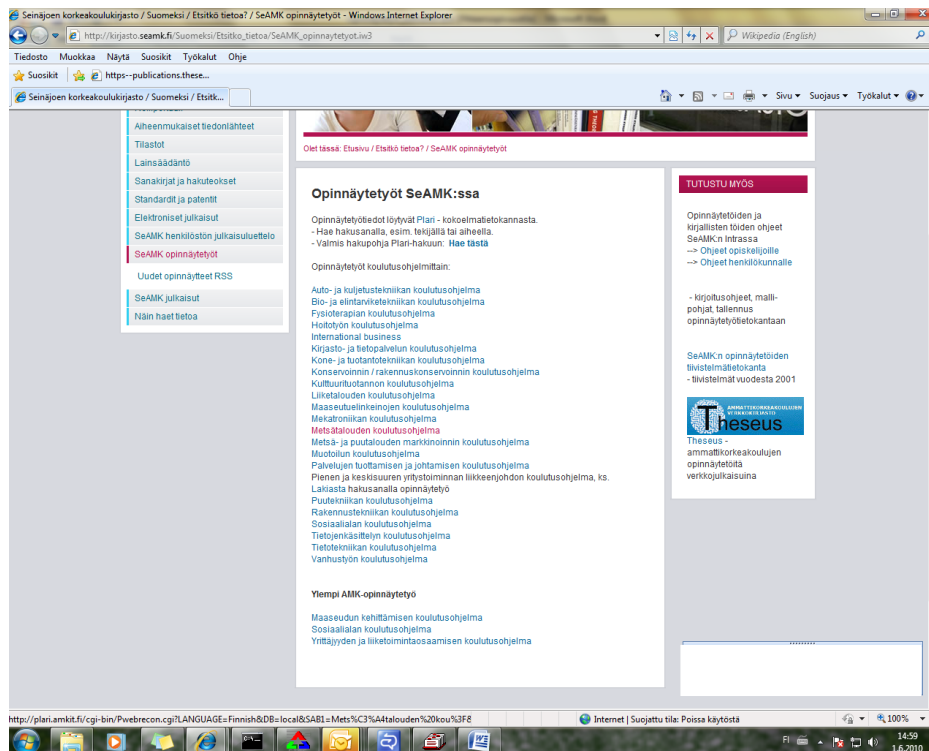 Seinäjoen korkeakoulukirjasto / Suomeksi / Etsitkö tietoa? / SeAMK opinnäytetyöt - Windows Internet Explorer
http://kirjasto.seamk.fi/Suomeksi/Etsitko_tietoa/SeAMK_opinnaytetyot.iw3
Wikipedia (English)
Tiedosto Muokkaa Näytä Suosikit Työkalut Ohje
Suosikit https--publications.these...
Seinäjoen korkeakoulukirjasto / Suomeksi / Etsitk...
Sivu Suojaus Työkalut
Aiheenmukaiset tiedonlähteet
Tilastot
Lainsäädäntö
Sanakirjat ja hakuteokset
Standardit ja patentit
Elektroniset julkaisut
SeAMK henkilöstön julkaisuluettelo
SeAMK opinnäytetyöt
Uudet opinnäytteet RSS
SeAMK julkaisut
Näin haet tietoa
Olet tässä: Etusivu / Etsitkö tietoa? / SeAMK opinnäytetyöt
Opinnäytetyöt SeAMK:ssa
Opinnäytetyötiedot löytyvät Plari - kokoelmatietokannasta.
- Hae hakusanalla, esim. tekijällä tai aiheella.
- Valmis hakupohja Plari-hakuun: Hae tästä
Opinnäytetyöt koulutusohjelmittain:
Auto- ja kuljetustekniikan koulutusohjelma
Bio- ja elintarviketekniikan koulutusohjelma
Fysioterapian koulutusohjelma
Hoitotyön koulutusohjelma
International business
Kirjasto- ja tietopalvelun koulutusohjelma
Kone- ja tuotantotekniikan koulutusohjelma
Konservoinnin / rakennuskonservoinnin koulutusohjelma
Kulttuurituotannon koulutusohjelma
Liiketalouden koulutusohjelma
Maaseutuelinkeinojen koulutusohjelma
Mekatroniikan koulutusohjelma
Metsätalouden koulutusohjelma
Metsä- ja puutalouden markkinoinnin koulutusohjelma
Muotoilun koulutusohjelma
Palvelujen tuottamisen ja johtamisen koulutusohjelma
Pienen ja keskisuuren yritystoiminnan liikkeenjohdon koulutusohjelma, ks.
Lakiasta hakusanalla opinnäytetyö
Puutekniikan koulutusohjelma
Rakennustekniikan koulutusohjelma
Sosiaalialan koulutusohjelma
Tietojenkäsittelyn koulutusohjelma
Tietotekniikan koulutusohjelma
Vanhustyön koulutusohjelma
Ylempi AMK-opinnäytetyö
Maaseudun kehittämisen koulutusohjelma
Sosiaalialan koulutusohjelma
Yrittäjyyden ja liiketoimintaosaamisen koulutusohjelma
TUTUSTU MYÖS
Opinnäytetöiden ja
kirjallisten töiden ohjeet
SeAMK:n Intrassa
--> Ohjeet opiskelijoille
--> Ohjeet henkilökunnalle
- kirjoitusohjeet, malli-
pohjat, tallennus
opinnäytetyötietokantaan
SeAMK:n opinnäytetöiden
tiivistelmätietokanta
- tiivistelmät vuodesta 2001
AMMATTIKORKEAKOULUJEN
VERKKOKIRJASTO
Theseus
Theseus -
ammattikorkeakoulujen
opinnäytetöitä
verkkojulkaisuina
http://plari.amkit.fi/cgi-bin/Pwebrecon.cgi?LANGUAGE=Finnish&DB=local&SAB1=Mets%C3%A4talouden%20kou%3F&
Internet | Suojattu tila: Poissa käytöstä
100%
FI
14:59
1.6.2010